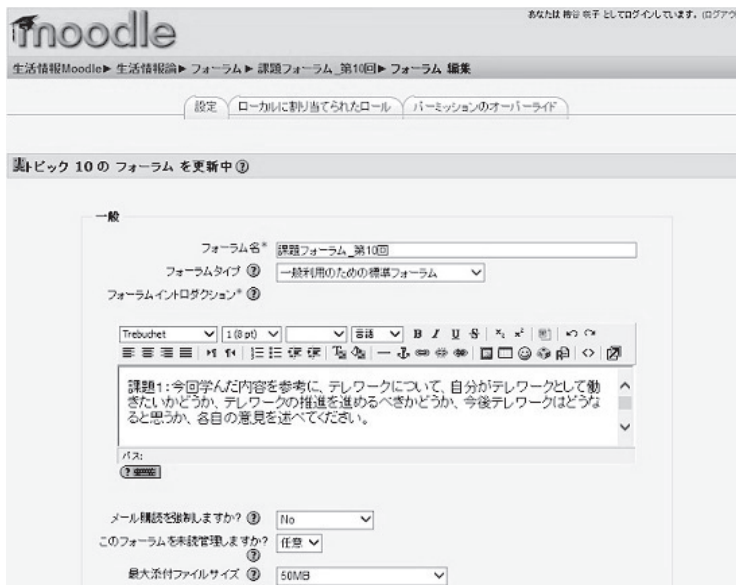 moodle
あなたは 柿谷 咲子 としてログインしています。(ログアウ
生活情報Moodle▶ 生活情報論▶ フォーラム▶ 課題フォーラム_第10回▶ フォーラム 編集
設定 ローカルに割り当てられたロール パーミッションのオーバーライド
トピック 10 の フォーラム を更新中
一般
フォーラム名* 課題フォーラム_第10回
フォーラムタイプ 一般利用のための標準フォーラム
フォーラムイントロダクション*
Trebuchet 1 (8 pt) 言語 B I U S
課題1:今回学んだ内容を参考に、テレワークについて、自分がテレワークとして働
きたいかどうか、テレワークの推進を進めるべきかどうか、今後テレワークはどうな
ると思うか、各自の意見を述べてください。
パス:
メール購読を強制しますか? No
このフォーラムを未読管理しますか? 任意
最大添付ファイルサイズ 50MB